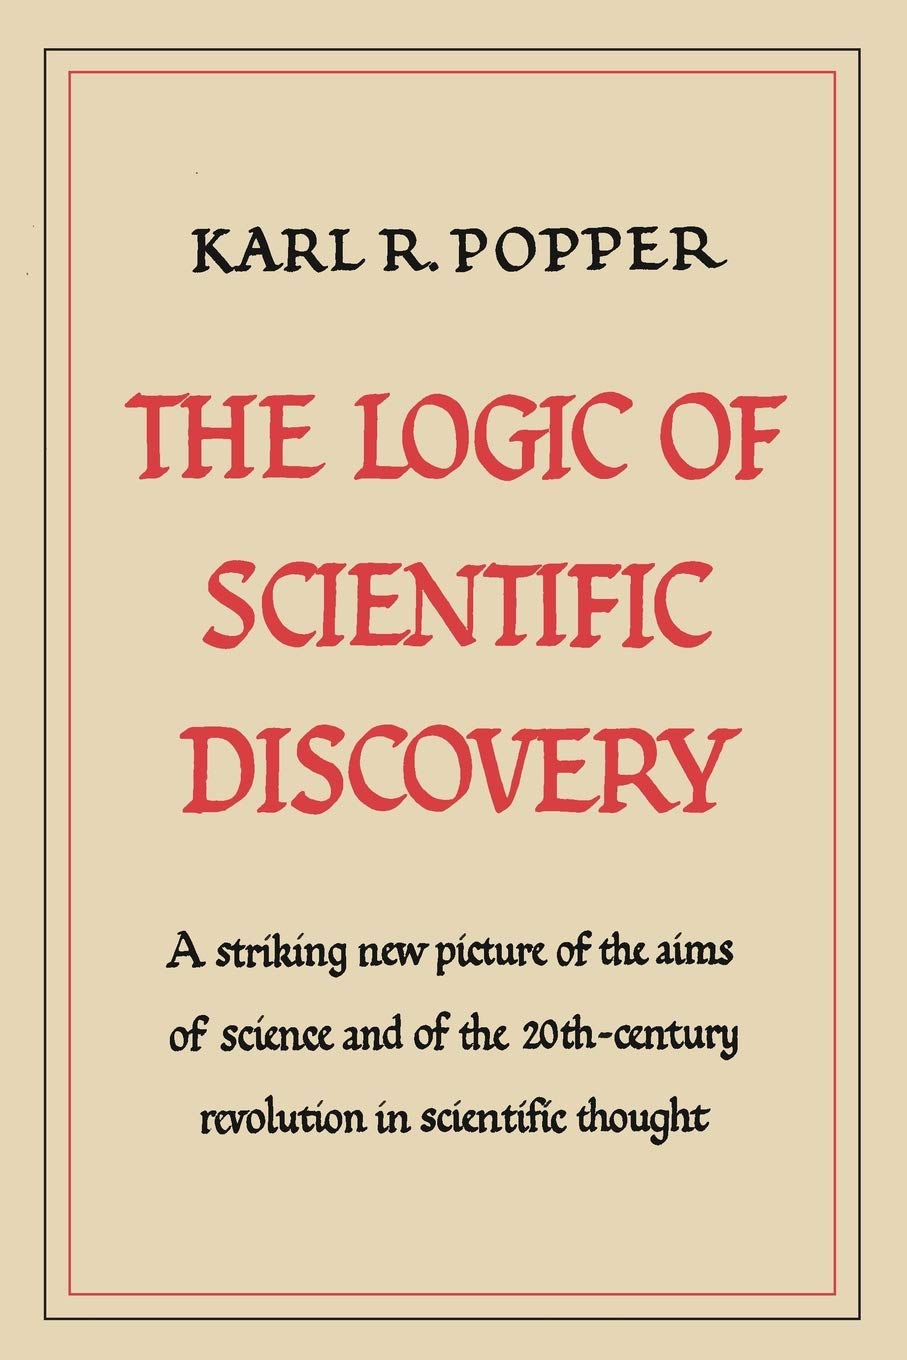 KARL R. POPPER
THE LOGIC OF
SCIENTIFIC
DISCOVERY
A striking new picture of the aims
of science and of the 20th-century
revolution in scientific thought